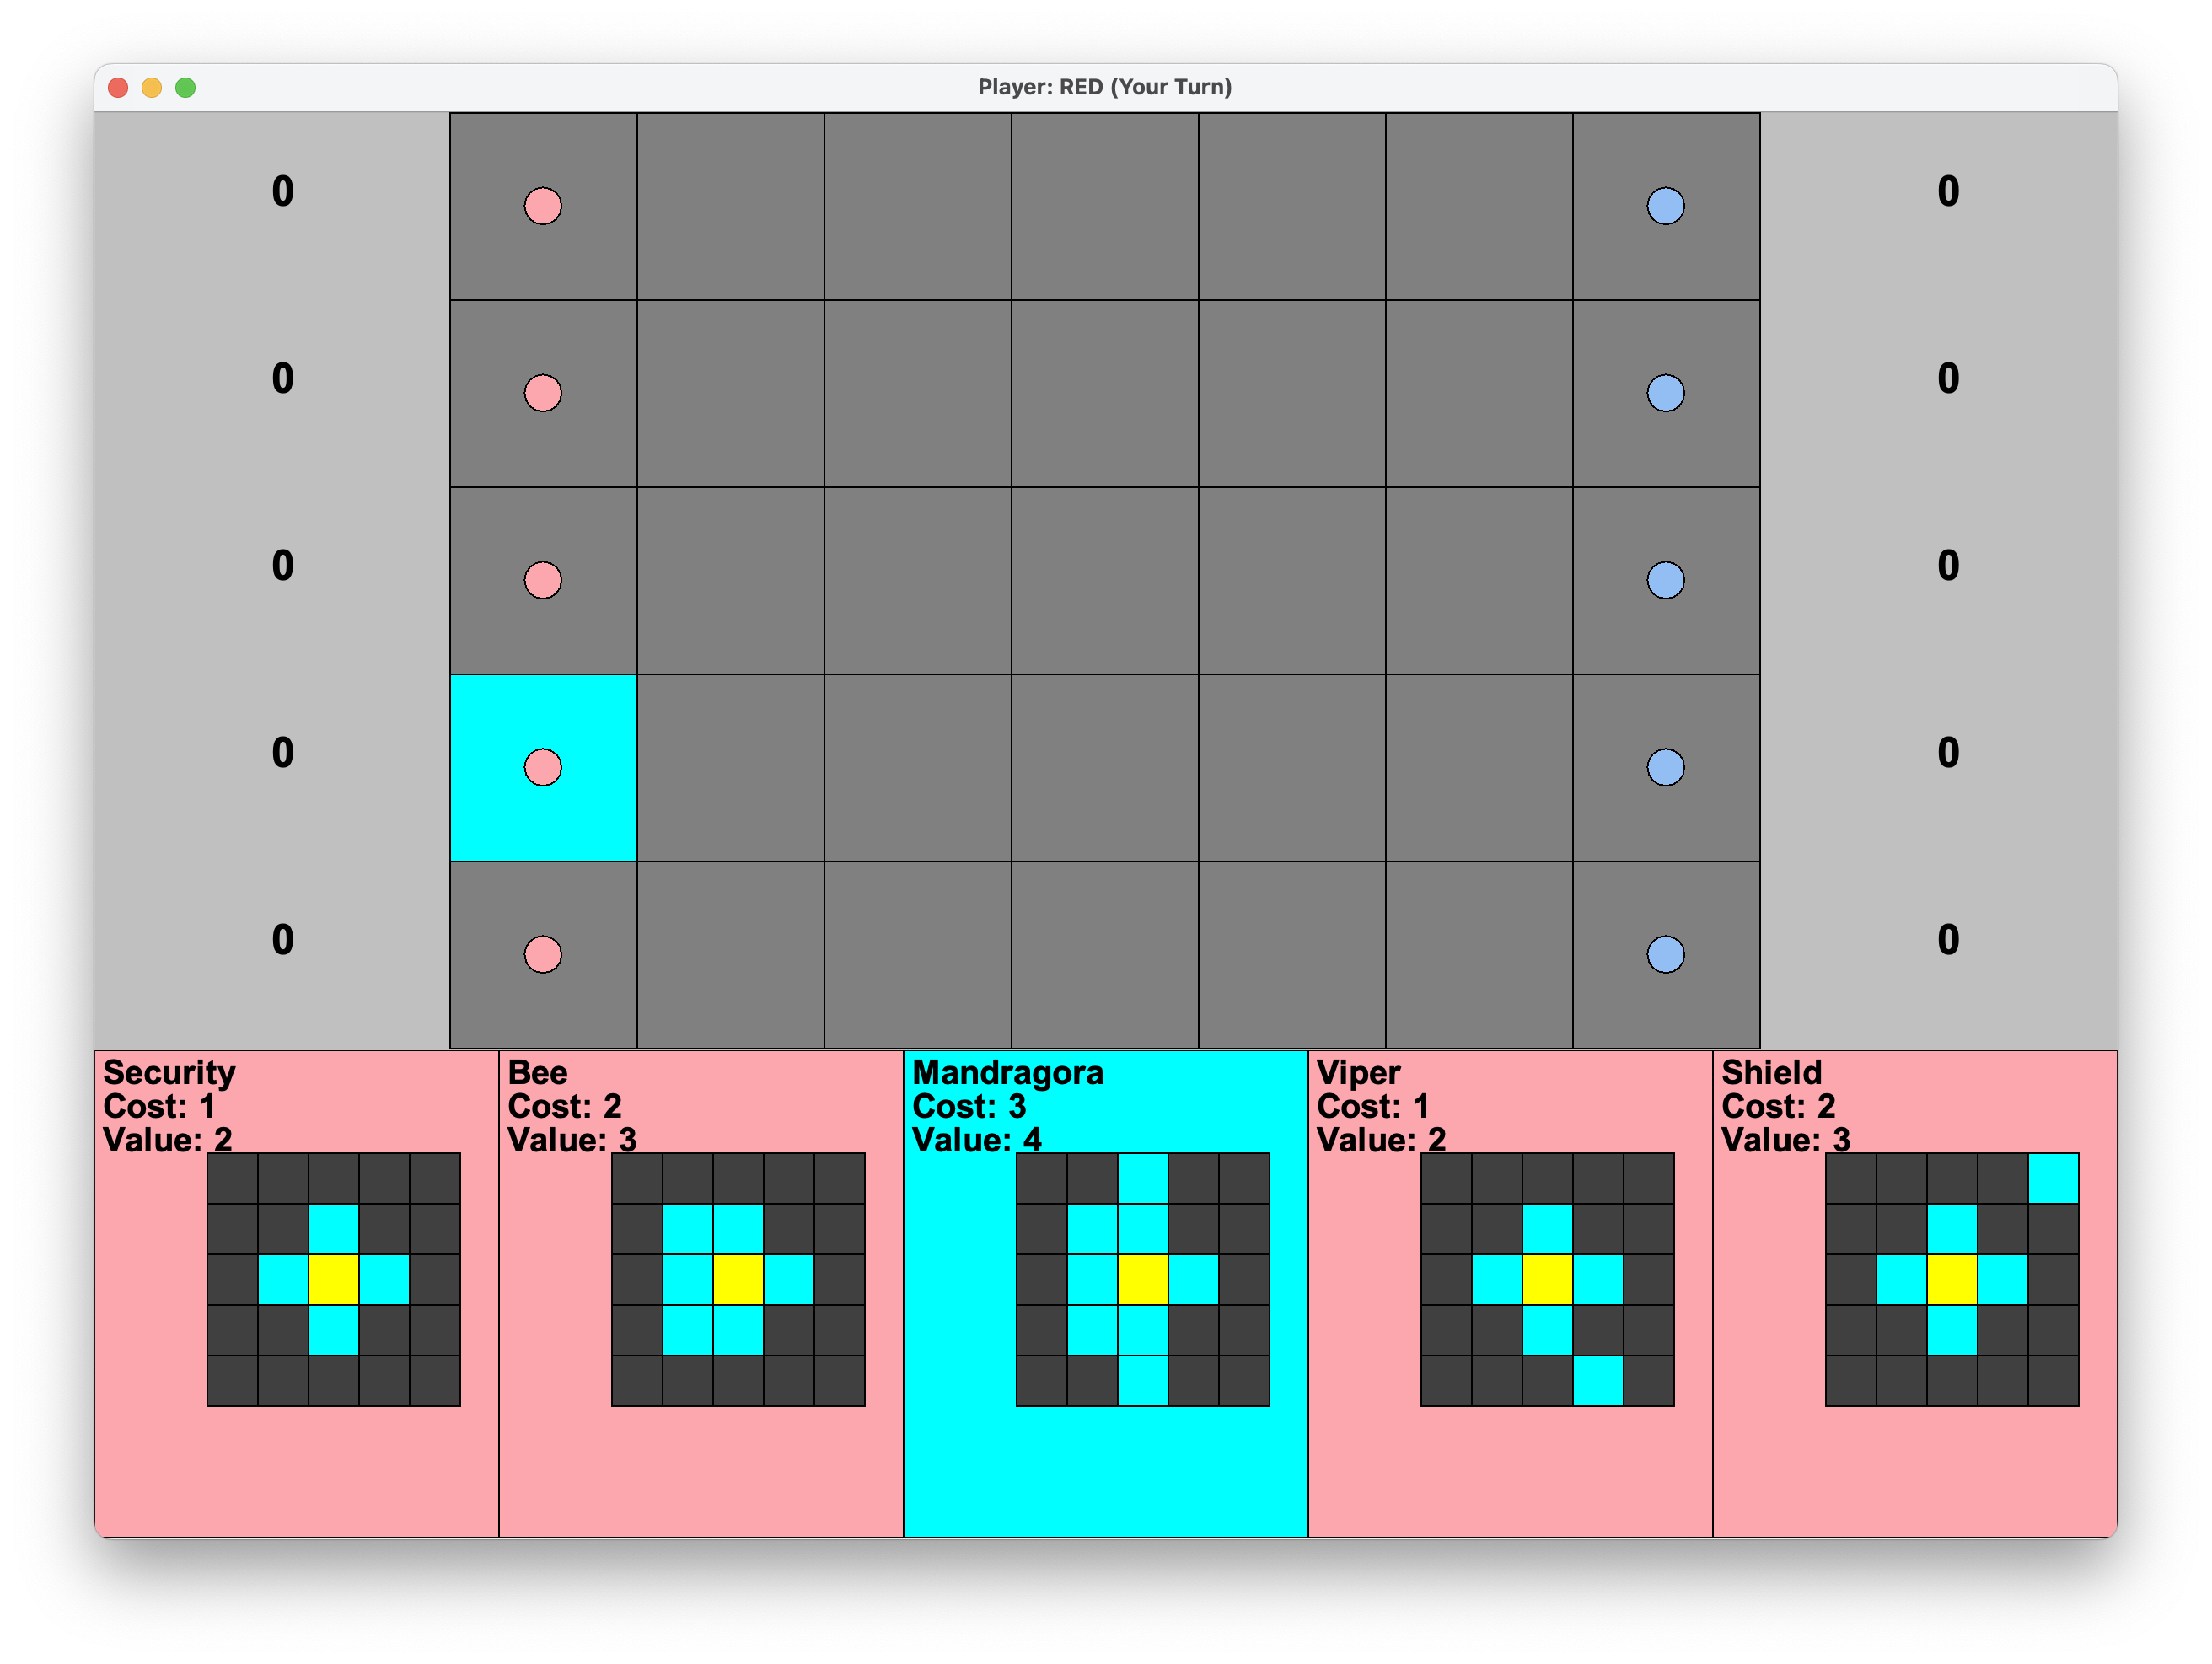 Player: RED (Your Turn)
0 0
0 0
0 0
0 0
0 0
Security
Cost: 1
Value: 2
Bee
Cost: 2
Value: 3
Mandragora
Cost: 3
Value: 4
Viper
Cost: 1
Value: 2
Shield
Cost: 2
Value: 3